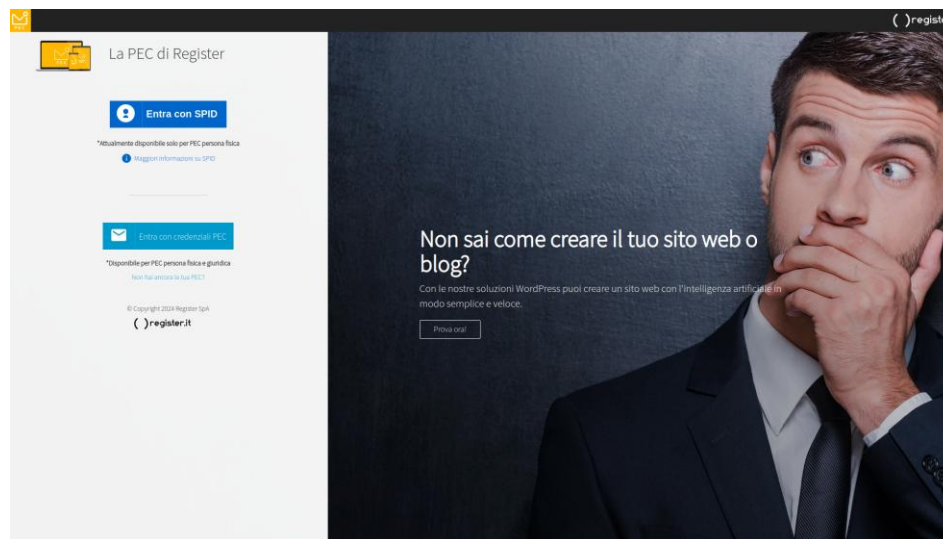 PEC
( )registe
La PEC di Register
Entra con SPID
*Attualmente disponibile solo per PEC persona fisica
Maggiori informazioni su SPID
Entra con credenziali PEC
*Disponibile per PEC persona fisica e giuridica
Non hai ancora la tua PEC?
© Copyright 2024 Register SpA
( )register.it
Non sai come creare il tuo sito web o
blog?
Con le nostre soluzioni WordPress puoi creare un sito web con l'intelligenza artificiale in
modo semplice e veloce.
Prova ora!